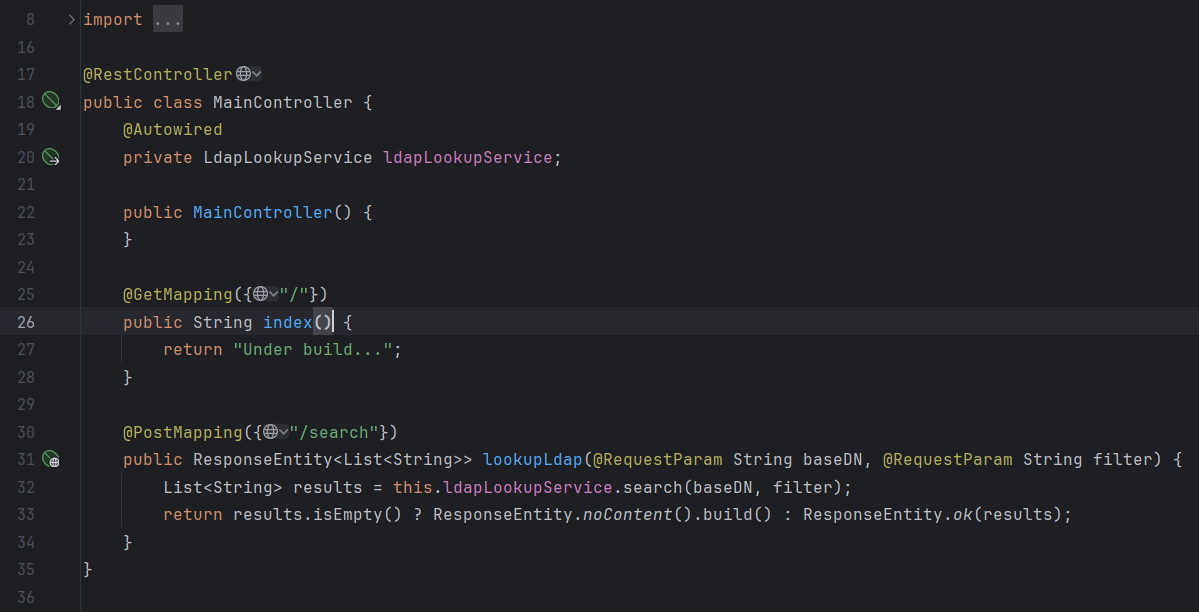 8 import ...
16
17 @RestController
18 public class MainController {
19     @Autowired
20     private LdapLookupService ldapLookupService;
21
22     public MainController() {
23     }
24
25     @GetMapping({"/"})
26     public String index() {
27         return "Under build...";
28     }
29
30     @PostMapping({"/search"})
31     public ResponseEntity<List<String>> lookupLdap(@RequestParam String baseDN, @RequestParam String filter) {
32         List<String> results = this.ldapLookupService.search(baseDN, filter);
33         return results.isEmpty() ? ResponseEntity.noContent().build() : ResponseEntity.ok(results);
34     }
35 }
36